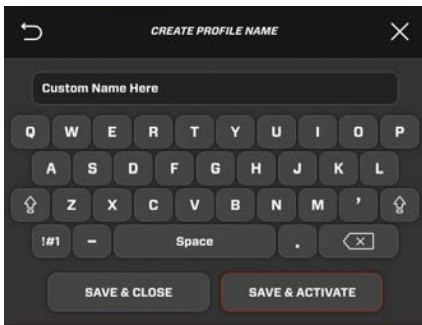 CREATE PROFILE NAME
Custom Name Here
Q W E R T Y U I O P
A S D F G H J K L
Z X C V B N M ’
!#1 – Space .
SAVE & CLOSE SAVE & ACTIVATE